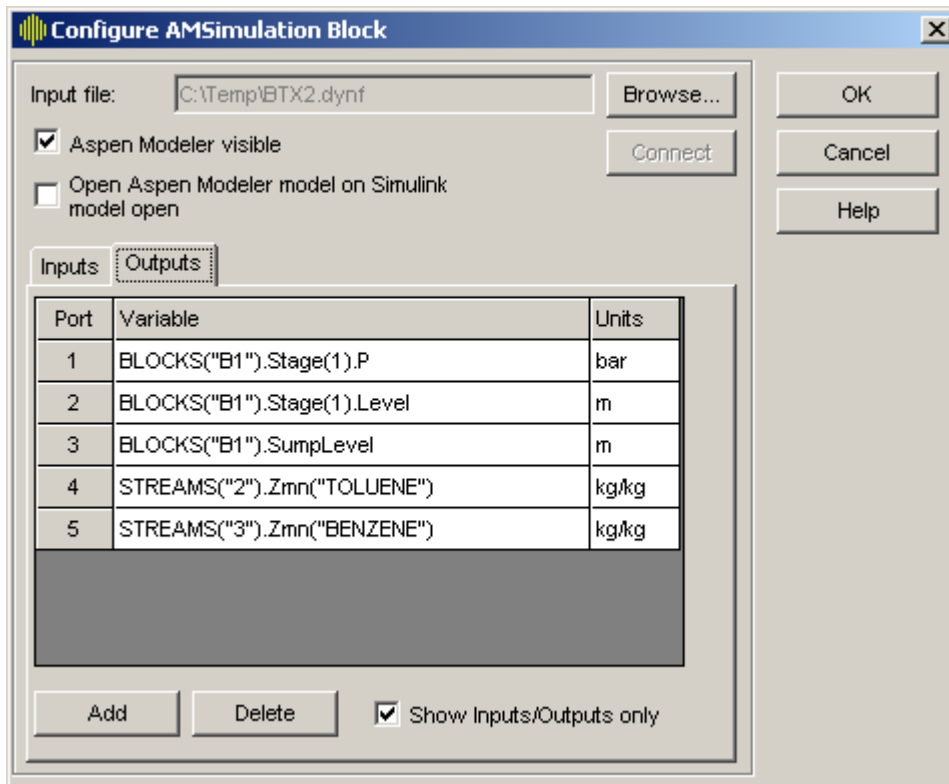 Configure AMSimulation Block
Input file: C:\Temp\BTX2.dynf Browse... OK
Aspen Modeler visible Connect Cancel
Open Aspen Modeler model on Simulink
model open
Help
Inputs Outputs
Port Variable Units
1 BLOCKS("B1").Stage(1).P bar
2 BLOCKS("B1").Stage(1).Level m
3 BLOCKS("B1").SumpLevel m
4 STREAMS("2").Zmn("TOLUENE") kg/kg
5 STREAMS("3").Zmn("BENZENE") kg/kg
Add Delete Show Inputs/Outputs only